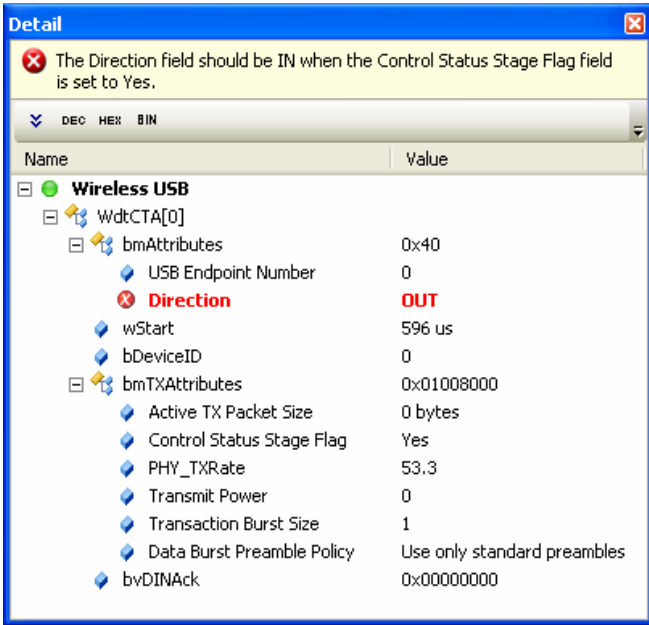 Detail
The Direction field should be IN when the Control Status Stage Flag field
is set to Yes.
DEC HEX BIN
Name Value
Wireless USB
WdtCTA[0]
bmAttributes 0x40
USB Endpoint Number 0
Direction OUT
wStart 596 us
bDeviceID 0
bmTXAttributes 0x01008000
Active TX Packet Size 0 bytes
Control Status Stage Flag Yes
PHY_TXRate 53.3
Transmit Power 0
Transaction Burst Size 1
Data Burst Preamble Policy Use only standard preambles
bvDINAck 0x00000000